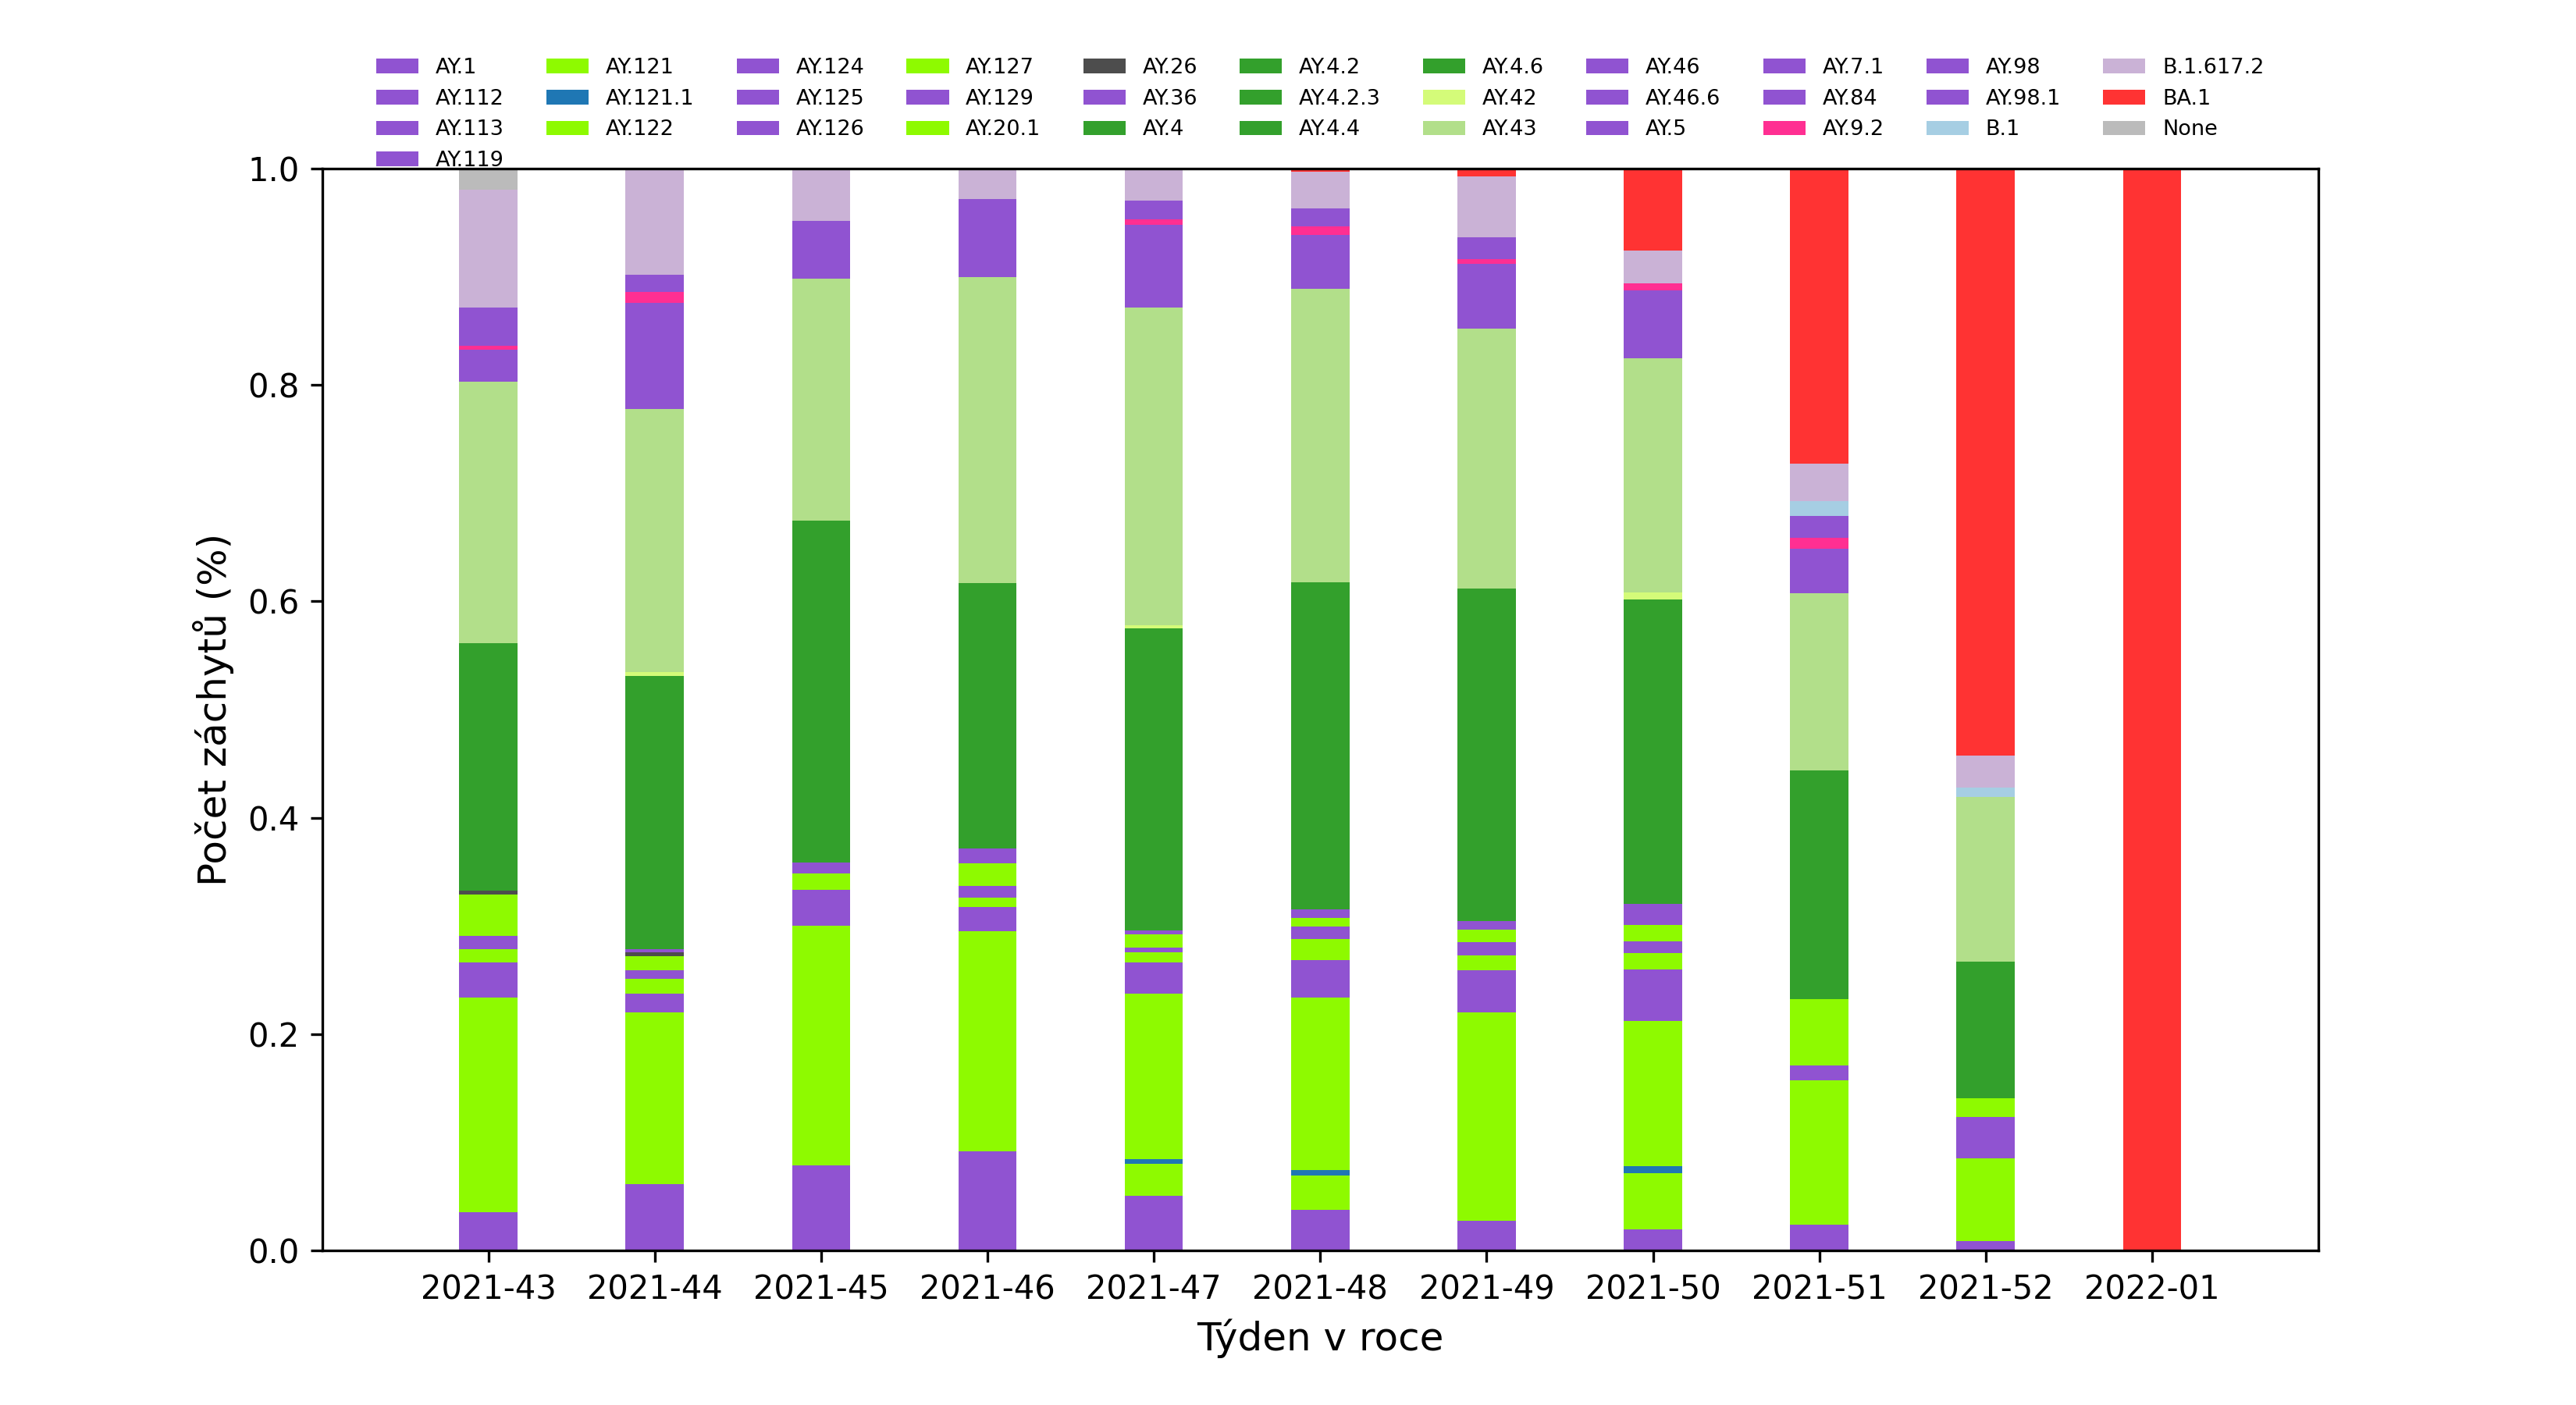 AY.1 AY.121 AY.124 AY.127 AY.26 AY.4.2 AY.4.6 AY.46 AY.7.1 AY.98 B.1.617.2
AY.112 AY.121.1 AY.125 AY.129 AY.36 AY.4.2.3 AY.42 AY.46.6 AY.84 AY.98.1 BA.1
AY.113 AY.122 AY.126 AY.20.1 AY.4 AY.4.4 AY.43 AY.5 AY.9.2 B.1 None
AY.119
1.0
0.8
0.6
0.4
0.2
0.0
Počet záchytů (%)
2021-43 2021-44 2021-45 2021-46 2021-47 2021-48 2021-49 2021-50 2021-51 2021-52 2022-01
Týden v roce